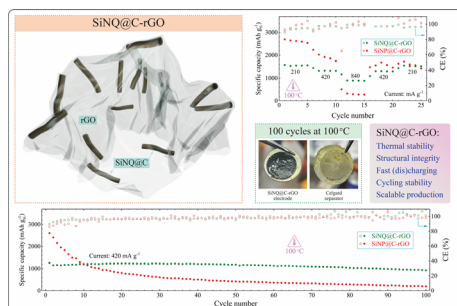 SiNQ@C-rGO
rGO
SiNQ@C
Specific capacity (mAh g
CE (%)
3000
2000
1000
0
100
80
60
40
20
0
SiNQ@C-rGO
SiNP@C-rGO
210
420
840
420
210
100°C
Current: mA g⁻¹
0 5 10 15 20 25
Cycle number
100 cycles at 100°C
SiNQ@C-rGO
electrode
Celgard
separator
SiNQ@C-rGO:
Thermal stability
Structural integrity
Fast (dis)charging
Cycling stability
Scalable production
Specific capacity (mAh g
CE (%)
3000
2000
1000
0
100
80
60
40
20
0
Current: 420 mA g⁻¹
100°C
SiNQ@C-rGO
SiNP@C-rGO
0 10 20 30 40 50 60 70 80 90 100
Cycle number